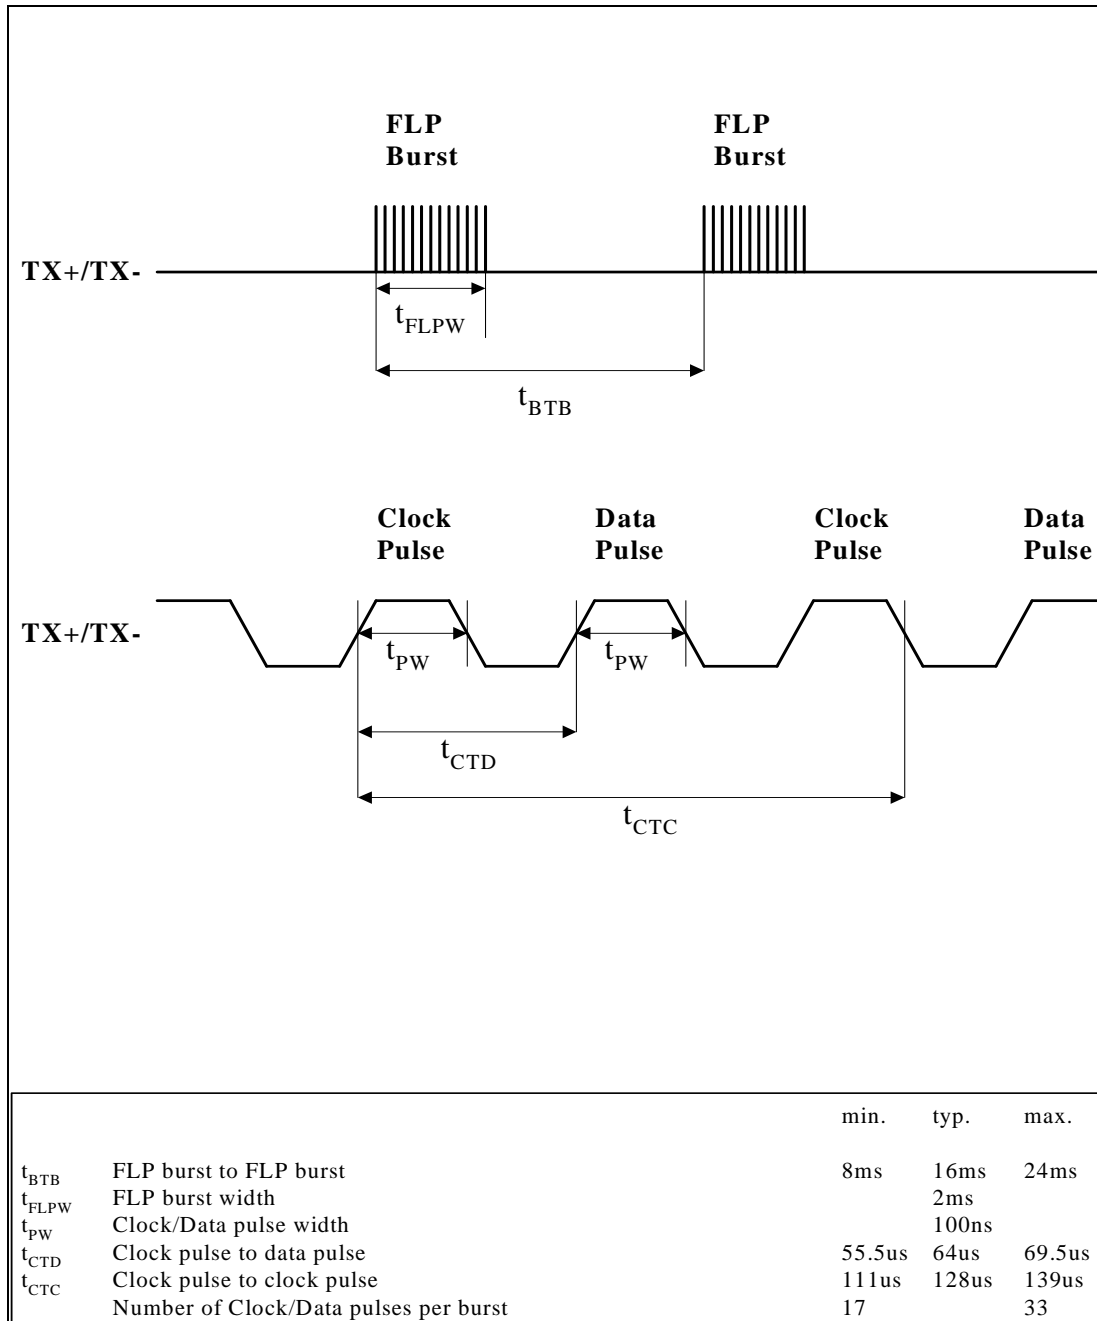 FLP FLP
Burst Burst
TX+/TX-
tFLPW
tBTB
Clock Data Clock Data
Pulse Pulse Pulse Pulse
TX+/TX-
tPW tPW
tCTD
tCTC
min. typ. max.
tBTB FLP burst to FLP burst 8ms 16ms 24ms
tFLPW FLP burst width 2ms
tPW Clock/Data pulse width 100ns
tCTD Clock pulse to data pulse 55.5us 64us 69.5us
tCTC Clock pulse to clock pulse 111us 128us 139us
Number of Clock/Data pulses per burst 17 33